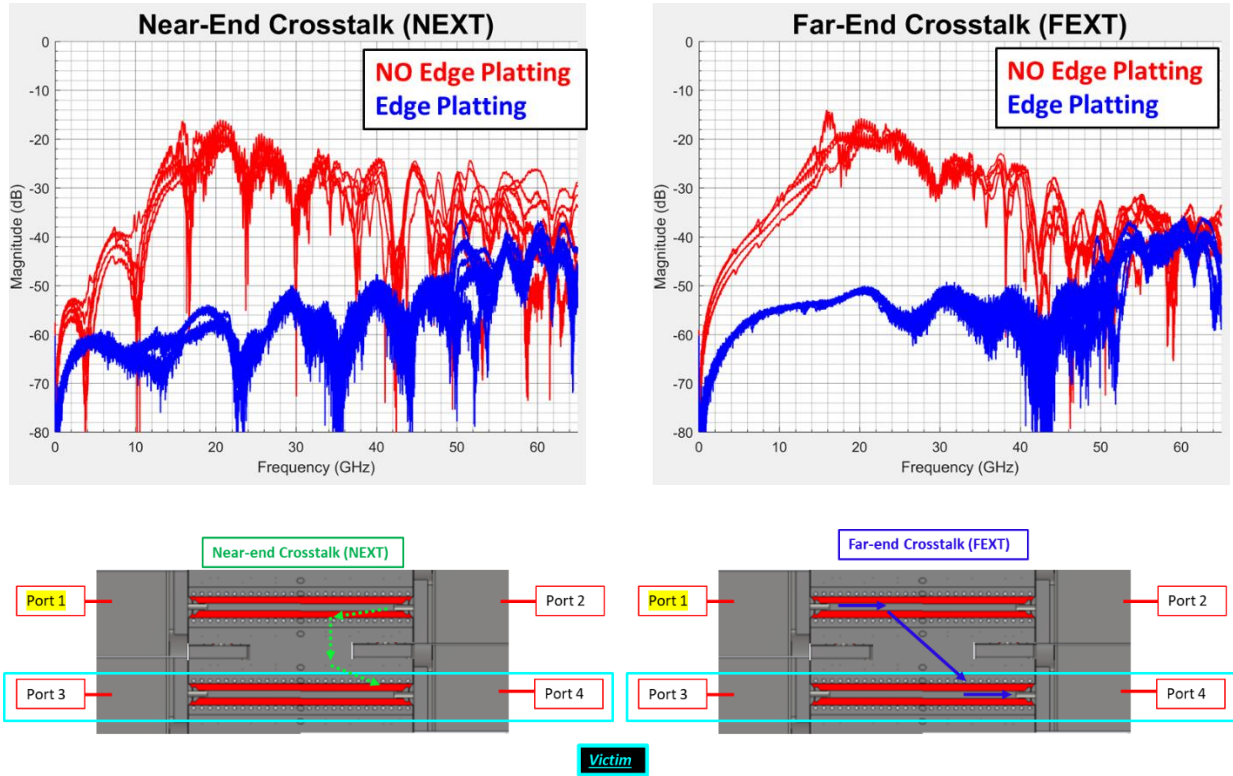 Near-End Crosstalk (NEXT)
NO Edge Platting
Edge Platting
0
-10
-20
-30
-40
-50
-60
-70
-80
Magnitude (dB)
0 10 20 30 40 50 60
Frequency (GHz)
Far-End Crosstalk (FEXT)
NO Edge Platting
Edge Platting
0
-10
-20
-30
-40
-50
-60
-70
-80
Magnitude (dB)
0 10 20 30 40 50 60
Frequency (GHz)
Near-end Crosstalk (NEXT)
Port 1
Port 2
Port 3
Port 4
Far-end Crosstalk (FEXT)
Port 1
Port 2
Port 3
Port 4
Victim